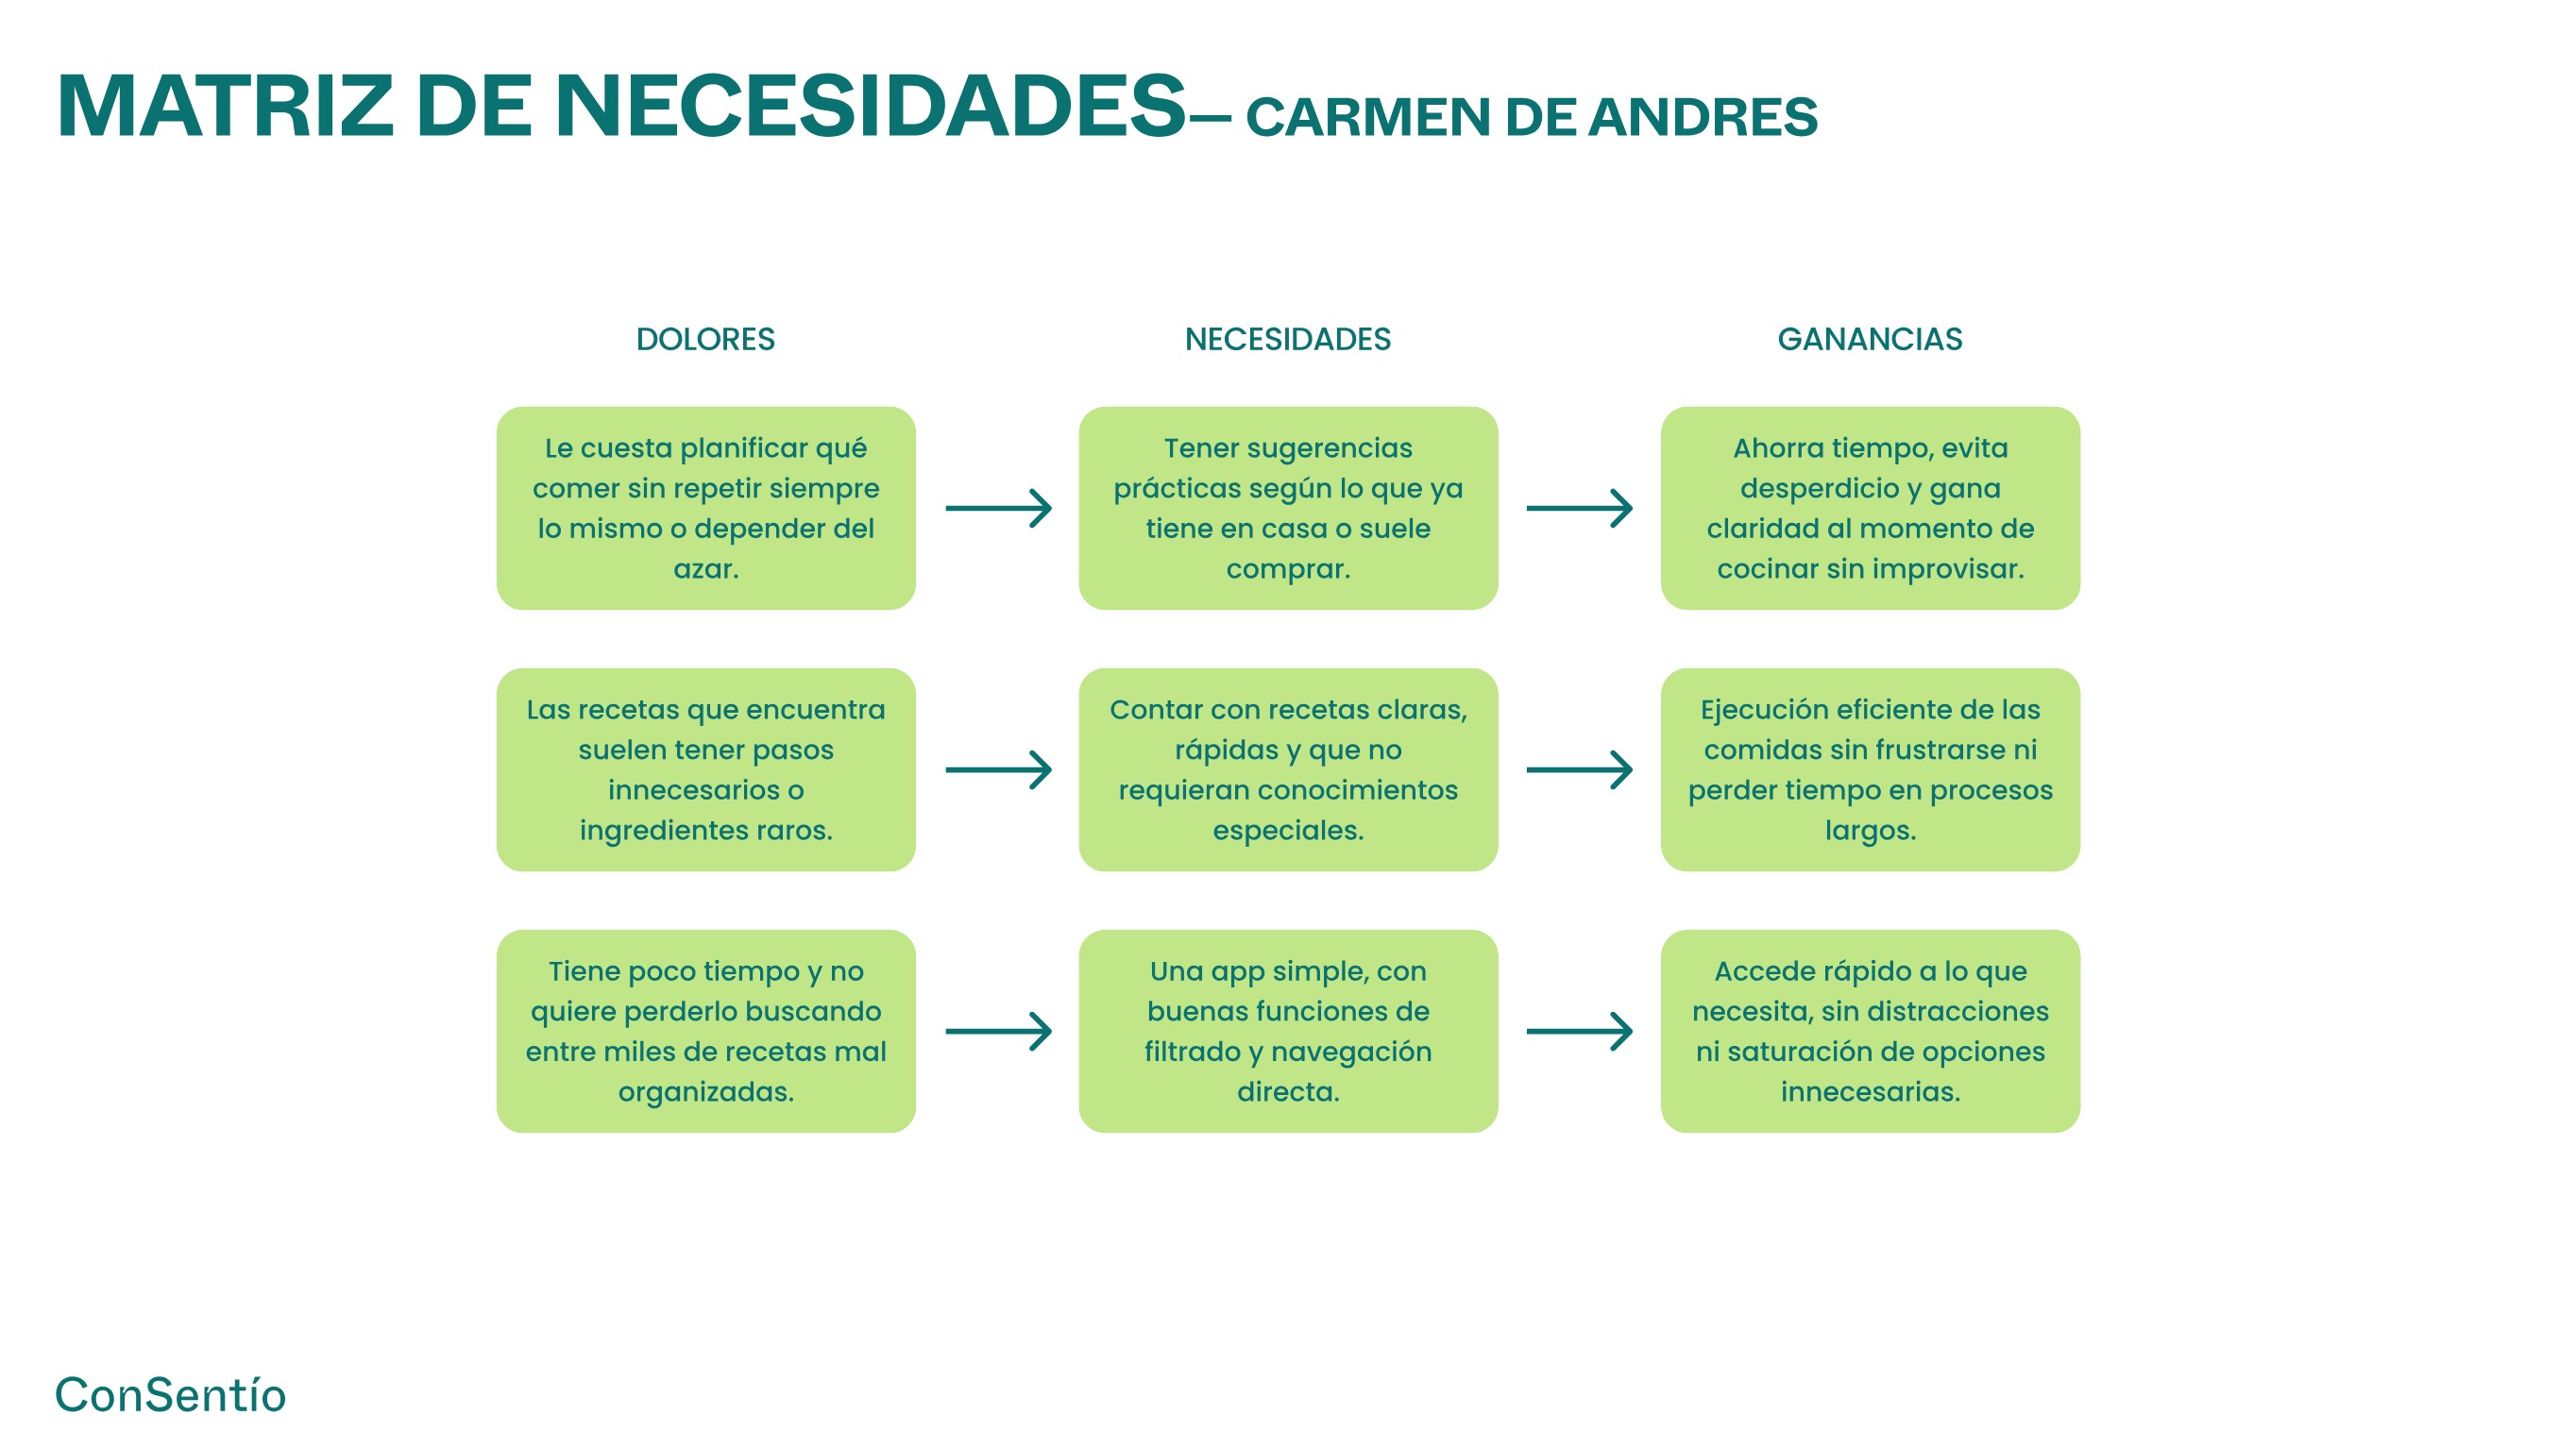 MATRIZ DE NECESIDADES— CARMEN DE ANDRES
DOLORES
NECESIDADES
GANANCIAS
Le cuesta planificar qué
comer sin repetir siempre
lo mismo o depender del
azar.
Tener sugerencias
prácticas según lo que ya
tiene en casa o suele
comprar.
Ahorra tiempo, evita
desperdicio y gana
claridad al momento de
cocinar sin improvisar.
Las recetas que encuentra
suelen tener pasos
innecesarios o
ingredientes raros.
Contar con recetas claras,
rápidas y que no
requieran conocimientos
especiales.
Ejecución eficiente de las
comidas sin frustrarse ni
perder tiempo en procesos
largos.
Tiene poco tiempo y no
quiere perderlo buscando
entre miles de recetas mal
organizadas.
Una app simple, con
buenas funciones de
filtrado y navegación
directa.
Accede rápido a lo que
necesita, sin distracciones
ni saturación de opciones
innecesarias.
ConSentío